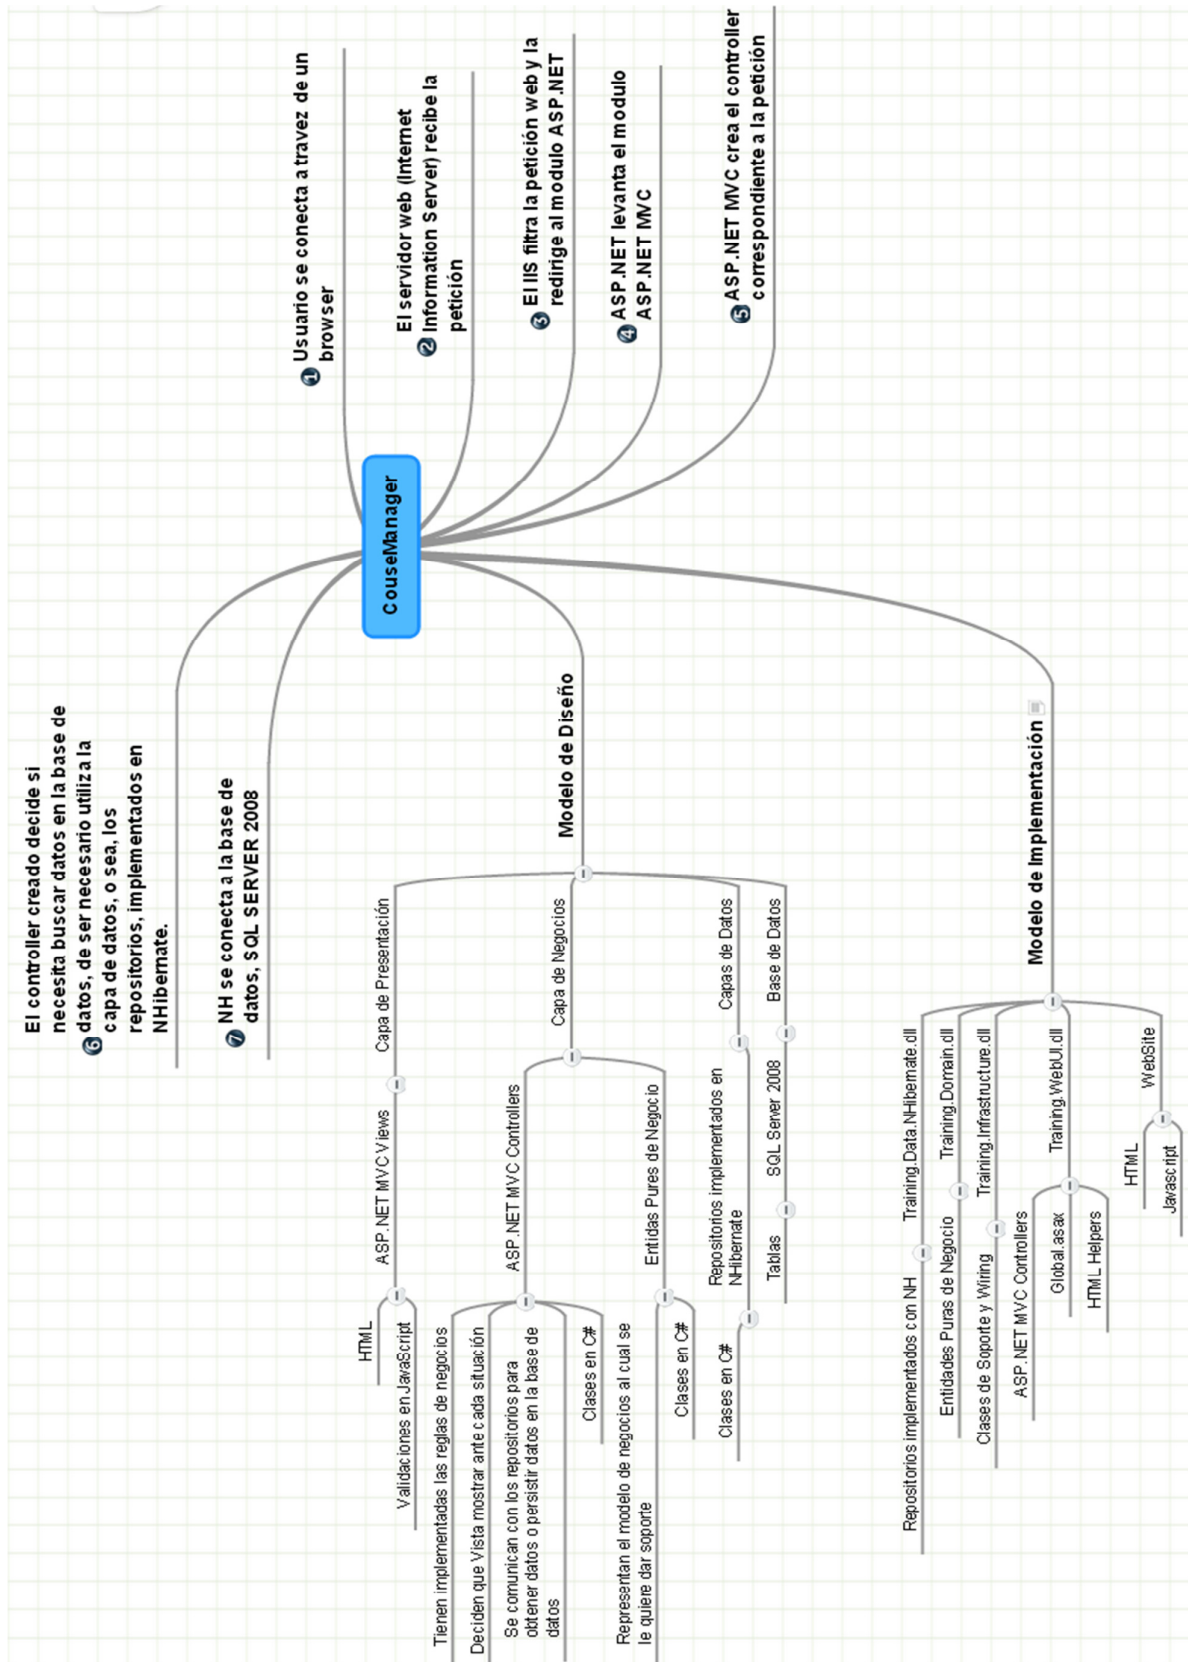 CouseManager
1 Usuario se conecta a travez de un
browser
El servidor web (Internet
2 Information Server) recibe la
petición
3 El IIS filtra la petición web y la
redirige al modulo ASP.NET
4 ASP.NET levanta el modulo
ASP.NET MVC
5 ASP.NET MVC crea el controller
correspondiente a la petición
El controller creado decide si
necesita buscar datos en la base de
6 datos, de ser necesario utiliza la
capa de datos, o sea, los
repositorios, implementados en
NHibernate.
7 NH se conecta a la base de
datos, SQL SERVER 2008
Modelo de Diseño
Capa de Presentación
ASP.NET MVC Views
HTML
Validaciones en JavaScript
Capa de Negocios
ASP.NET MVC Controllers
Tienen implementadas las reglas de negocios
Deciden que Vista mostrar ante cada situación
Se comunican con los repositorios para
obtener datos o persistir datos en la base de
datos
Clases en C#
Entidas Pures de Negocio
Representan el modelo de negocios al cual se
le quiere dar soporte
Clases en C#
Capas de Datos
Repositorios implementados en
NHibernate
Clases en C#
Base de Datos
SQL Server 2008
Tablas
Modelo de Implementación
Training.Data.NHibernate.dll
Repositorios implementados con NH
Training.Domain.dll
Entidades Puras de Negocio
Training.Infrastructure.dll
Clases de Soporte y Wiring
Training.WebUI.dll
ASP.NET MVC Controllers
Global.asax
HTML Helpers
WebSite
HTML
Javascript